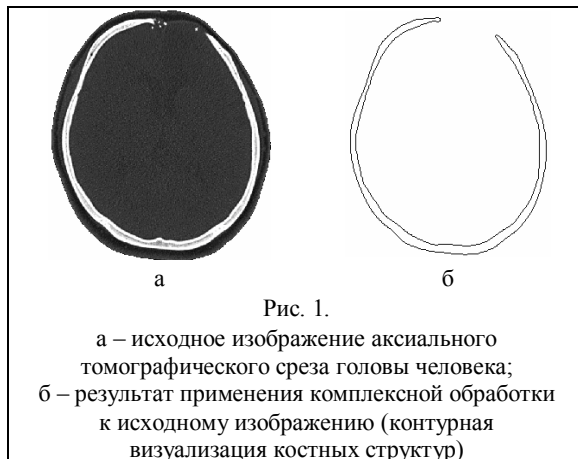 а б
Рис. 1.
а – исходное изображение аксиального
томографического среза головы человека;
б – результат применения комплексной обработки
к исходному изображению (контурная
визуализация костных структур)